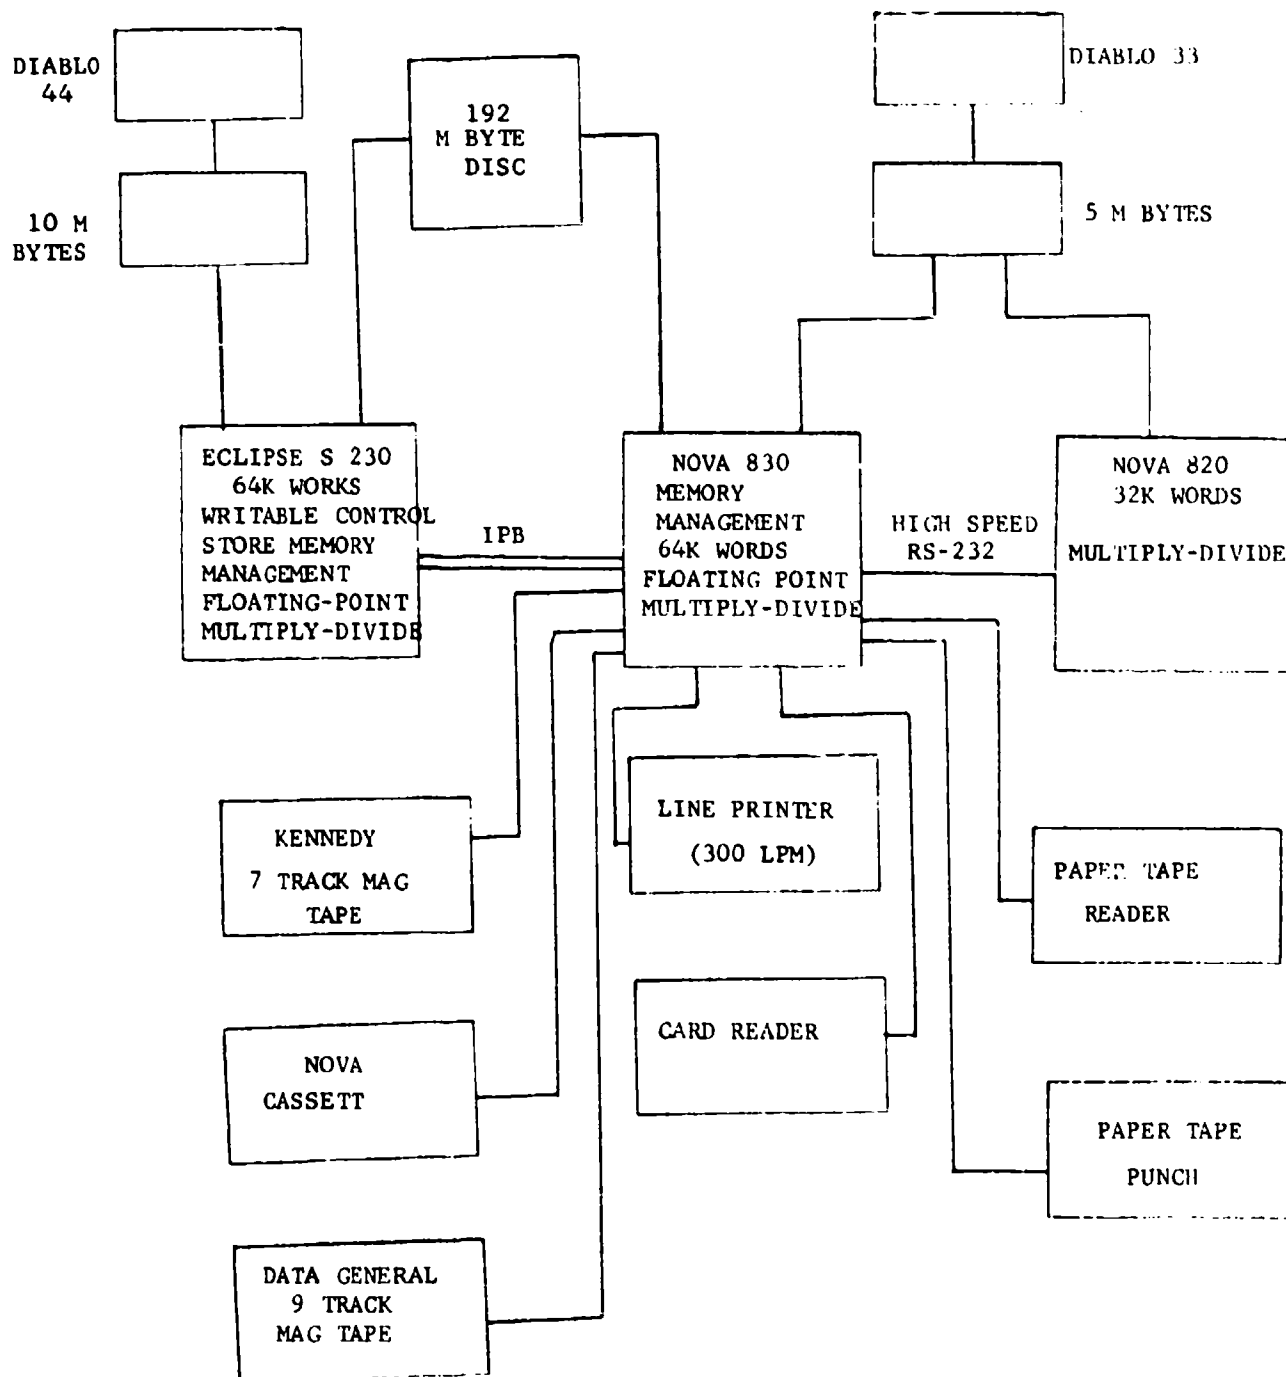 DIABLO
44
10 M
BYTES
192
M BYTE
DISC
DIABLO 33
5 M BYTES
ECLIPSE S 230
64K WORKS
WRITABLE CONTROL
STORE MEMORY
MANAGEMENT
FLOATING-POINT
MULTIPLY-DIVIDE
IPB
NOVA 830
MEMORY
MANAGEMENT
64K WORDS
FLOATING POINT
MULTIPLY-DIVIDE
HIGH SPEED
RS-232
NOVA 820
32K WORDS
MULTIPLY-DIVIDE
KENNEDY
7 TRACK MAG
TAPE
LINE PRINTER
(300 LPM)
PAPER TAPE
READER
NOVA
CASSETT
CARD READER
PAPER TAPE
PUNCH
DATA GENERAL
9 TRACK
MAG TAPE